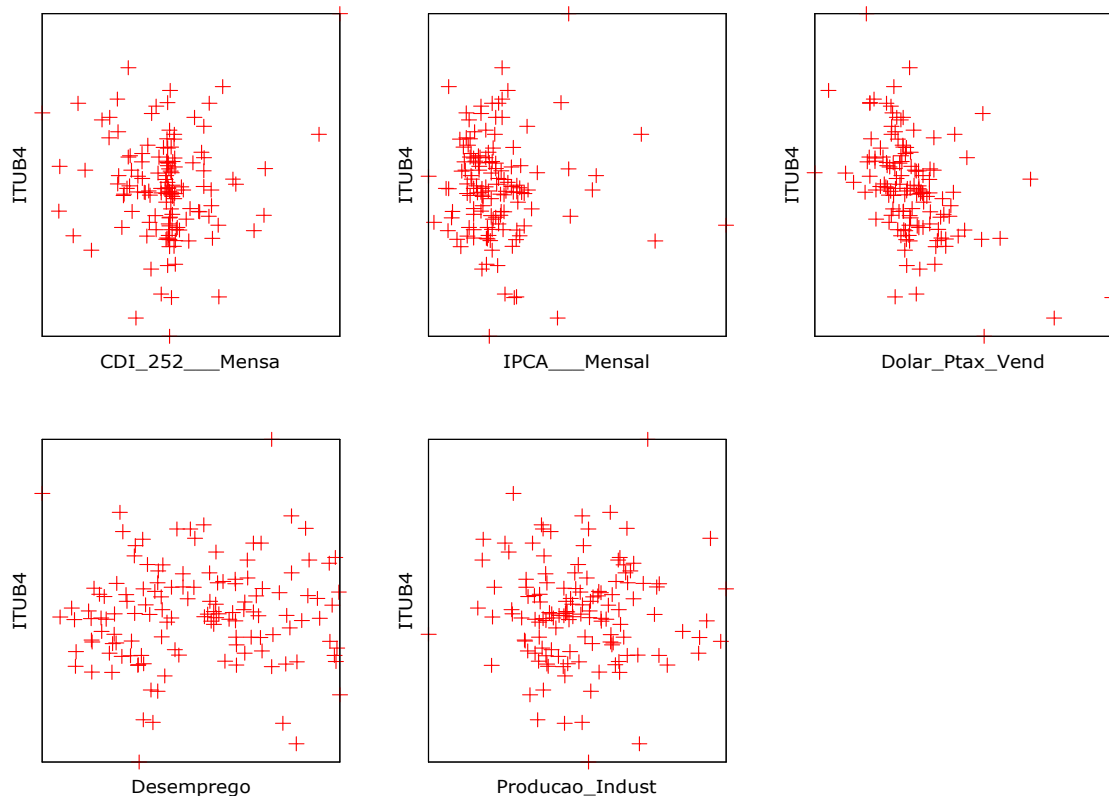 ITUB4
CDI_252___Mensa
ITUB4
IPCA___Mensal
ITUB4
Dolar_Ptax_Vend
ITUB4
Desemprego
ITUB4
Producao_Indust